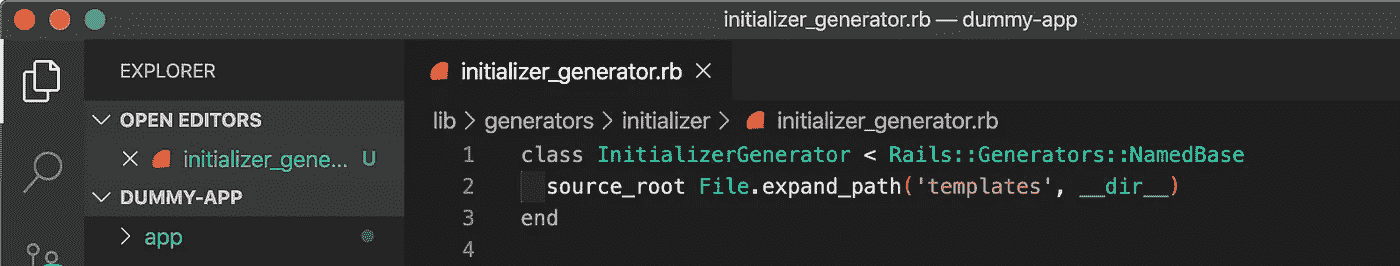 initializer_generator.rb — dummy-app
EXPLORER
OPEN EDITORS
initializer_gene... U
DUMMY-APP
app
initializer_generator.rb
lib > generators > initializer > initializer_generator.rb
1 class InitializerGenerator < Rails::Generators::NamedBase
2 source_root File.expand_path('templates', __dir__)
3 end
4